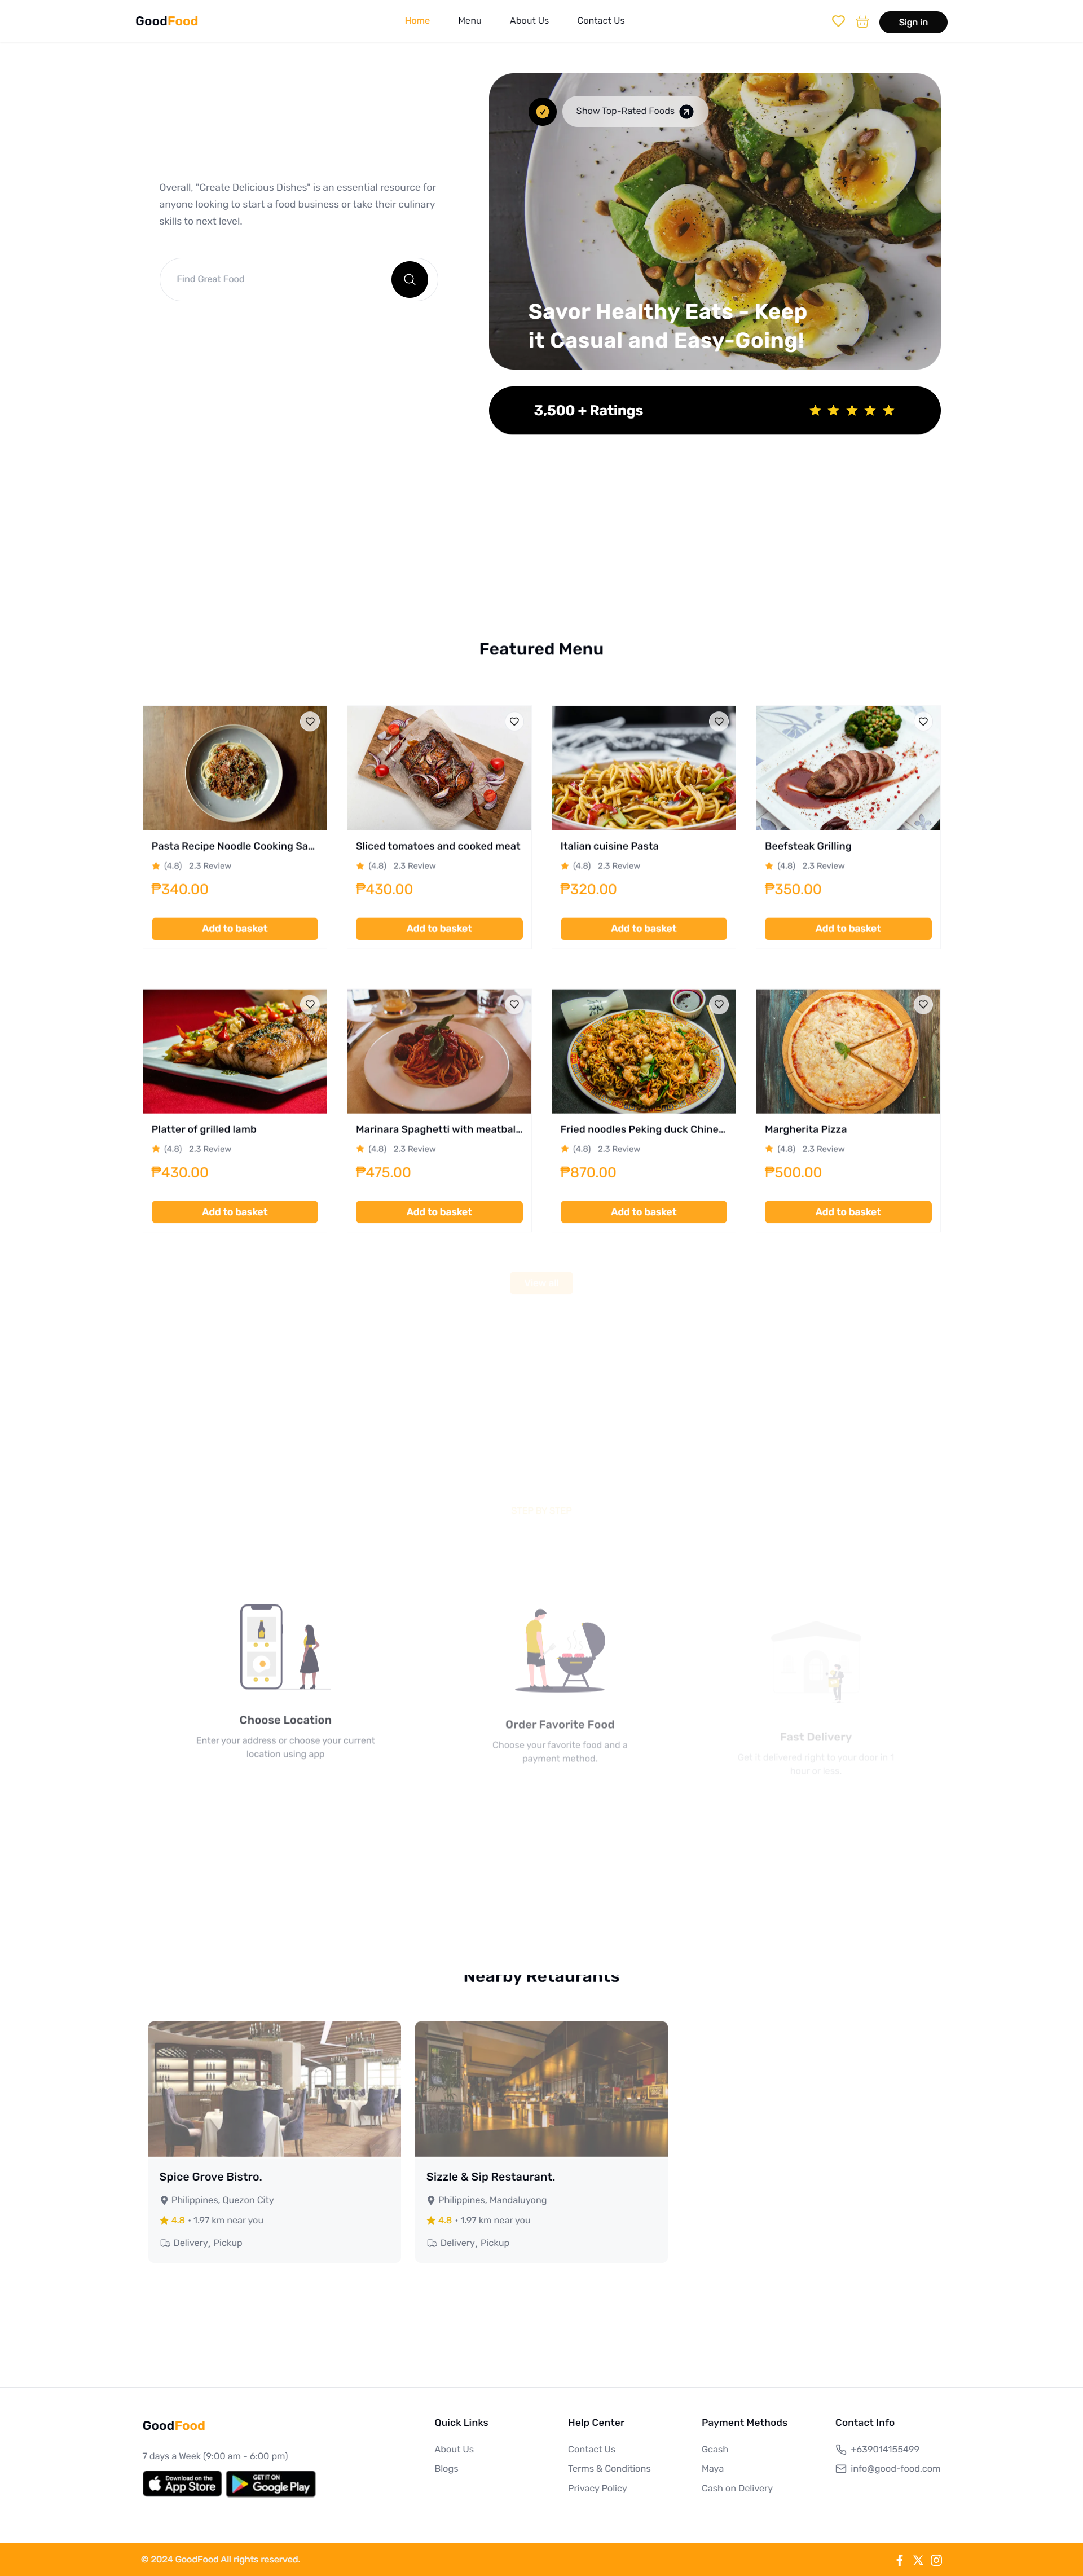 GoodFood
Home
Menu
About Us
Contact Us
Sign in
Show Top-Rated Foods
Overall, "Create Delicious Dishes" is an essential resource for
anyone looking to start a food business or take their culinary
skills to next level.
Find Great Food
Savor Healthy Eats - Keep
it Casual and Easy-Going!
3,500 + Ratings
Featured Menu
Pasta Recipe Noodle Cooking Sa...
(4.8) 2.3 Review
₱340.00
Add to basket
Sliced tomatoes and cooked meat
(4.8) 2.3 Review
₱430.00
Add to basket
Italian cuisine Pasta
(4.8) 2.3 Review
₱320.00
Add to basket
Beefsteak Grilling
(4.8) 2.3 Review
₱350.00
Add to basket
Platter of grilled lamb
(4.8) 2.3 Review
₱430.00
Add to basket
Marinara Spaghetti with meatbal...
(4.8) 2.3 Review
₱475.00
Add to basket
Fried noodles Peking duck Chine...
(4.8) 2.3 Review
₱870.00
Add to basket
Margherita Pizza
(4.8) 2.3 Review
₱500.00
Add to basket
Choose Location
Enter your address or choose your current
location using app
Order Favorite Food
Choose your favorite food and a
payment method.
Fast Delivery
Get it delivered right to your door in 1
hour or less.
Nearby Retaurants
Spice Grove Bistro.
Philippines, Quezon City
4.8 • 1.97 km near you
Delivery, Pickup
Sizzle & Sip Restaurant.
Philippines, Mandaluyong
4.8 • 1.97 km near you
Delivery, Pickup
GoodFood
7 days a Week (9:00 am - 6:00 pm)
Download on the
App Store
GET IT ON
Google Play
Quick Links
About Us
Blogs
Help Center
Contact Us
Terms & Conditions
Privacy Policy
Payment Methods
Gcash
Maya
Cash on Delivery
Contact Info
+639014155499
info@good-food.com
© 2024 GoodFood All rights reserved.